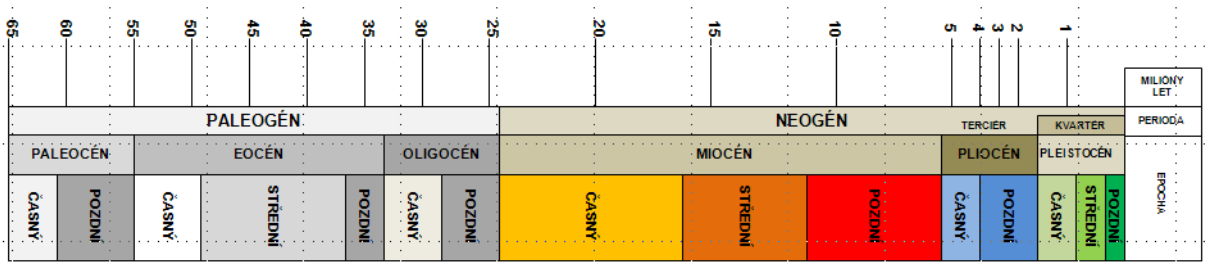 65 60 55 50 45 40 35 30 25 20 15 10 5 4 3 2 1
MILIÓNY
LET
PALEOGÉN NEOGÉN TERCIÉR KVARTÉR PERIODA
PALEOCÉN EOCÉN OLIGOCÉN MIOCÉN PLIOCÉN PLEISTOCÉN
ČASNÝ POZDNÍ ČASNÝ STŘEDNÍ POZDNÍ ČASNÝ POZDNÍ ČASNÝ STŘEDNÍ POZDNÍ ČASNÝ POZDNÍ ČASNÝ STŘEDNÍ POZDNÍ EPOCHA